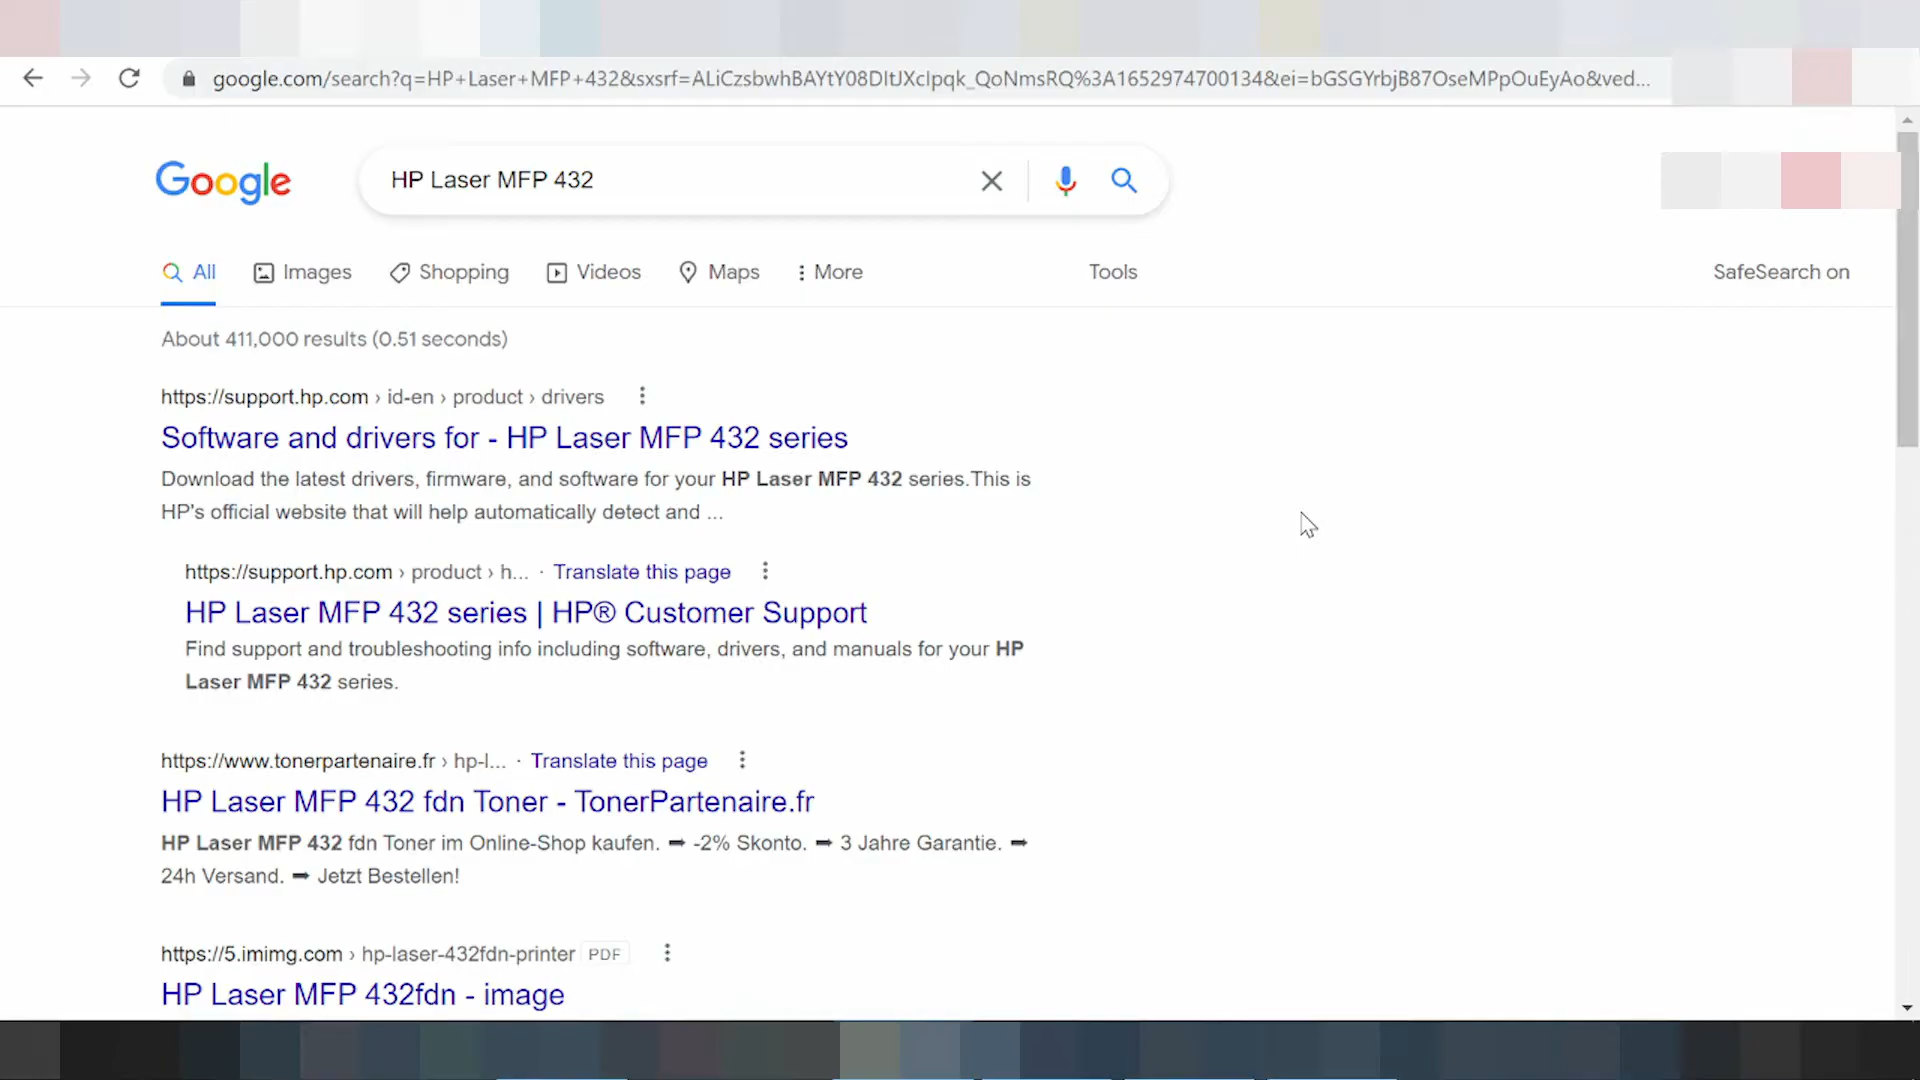 google.com/search?q=HP+Laser+MFP+432&sxsrf=ALiCzsbwhBAYtY08DItJXcIpqk_QoNmsRQ%3A1652974700134&ei=bGSGYrbjB87OseMPpOuEyAo&ved...
Google
HP Laser MFP 432
All Images Shopping Videos Maps More Tools SafeSearch on
About 411,000 results (0.51 seconds)
https://support.hp.com › id-en › product › drivers
Software and drivers for - HP Laser MFP 432 series
Download the latest drivers, firmware, and software for your HP Laser MFP 432 series.This is
HP's official website that will help automatically detect and ...
https://support.hp.com › product › h... · Translate this page
HP Laser MFP 432 series | HP® Customer Support
Find support and troubleshooting info including software, drivers, and manuals for your HP
Laser MFP 432 series.
https://www.tonerpartenaire.fr › hp-l... · Translate this page
HP Laser MFP 432 fdn Toner - TonerPartenaire.fr
HP Laser MFP 432 fdn Toner im Online-Shop kaufen. ➡ -2% Skonto. ➡ 3 Jahre Garantie. ➡
24h Versand. ➡ Jetzt Bestellen!
https://5.imimg.com › hp-laser-432fdn-printer PDF
HP Laser MFP 432fdn - image